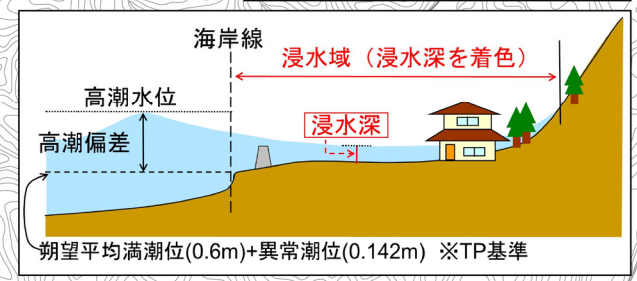 海岸線
浸水域（浸水深を着色）
高潮水位
高潮偏差
浸水深
朔望平均満潮位(0.6m)+異常潮位(0.142m) ※TP基準